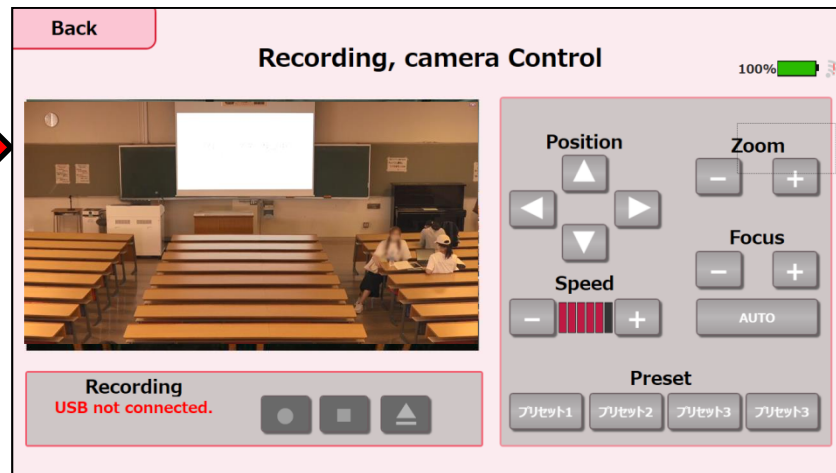 Back
Recording, camera Control
100%
Position
Zoom
－
＋
Focus
－
＋
Speed
－
＋
AUTO
Recording
USB not connected.
Preset
プリセット1
プリセット2
プリセット3
プリセット3